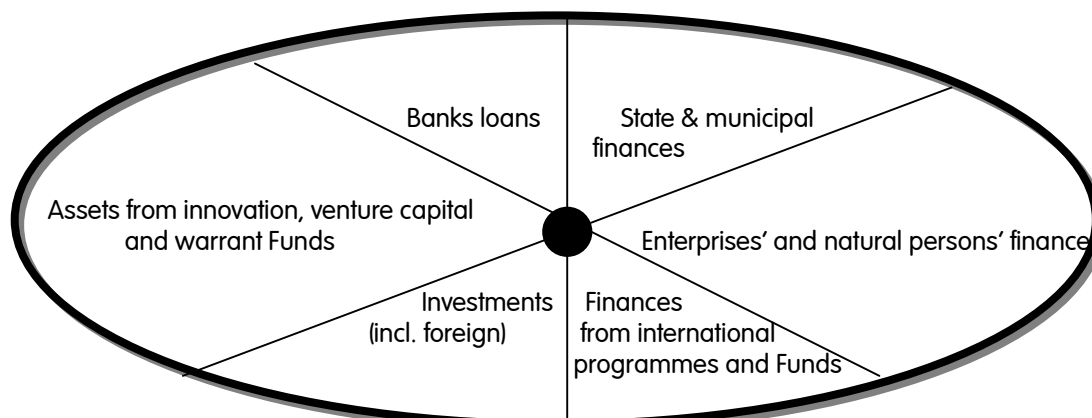 Banks loans
State & municipal
finances
Assets from innovation, venture capital
and warrant Funds
Enterprises’ and natural persons’ finance
Investments
(incl. foreign)
Finances
from international
programmes and Funds